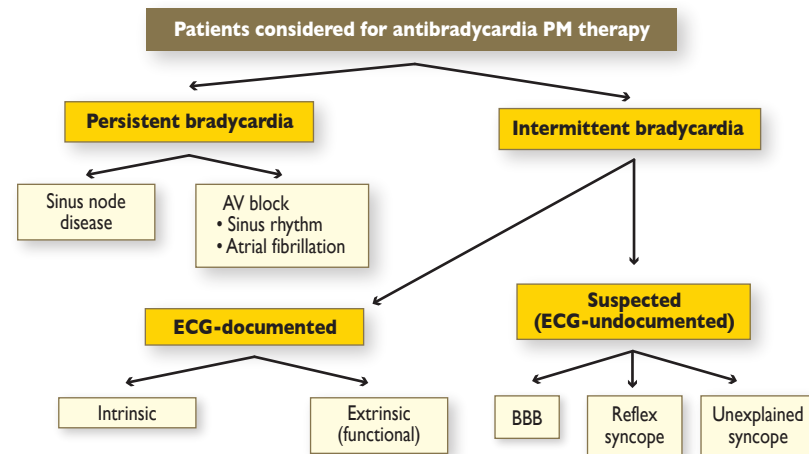 Patients considered for antibradycardia PM therapy
Persistent bradycardia
Intermittent bradycardia
Sinus node
disease
AV block
• Sinus rhythm
• Atrial fibrillation
ECG-documented
Suspected
(ECG-undocumented)
Intrinsic
Extrinsic
(functional)
BBB
Reflex
syncope
Unexplained
syncope